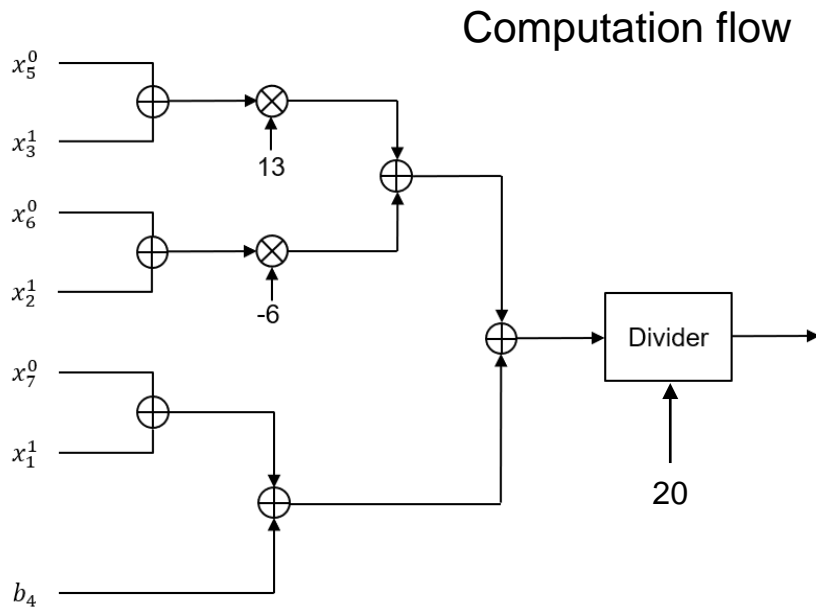 Computation flow
x_5^0
x_3^1
13
x_6^0
x_2^1
-6
Divider
x_7^0
x_1^1
20
b_4